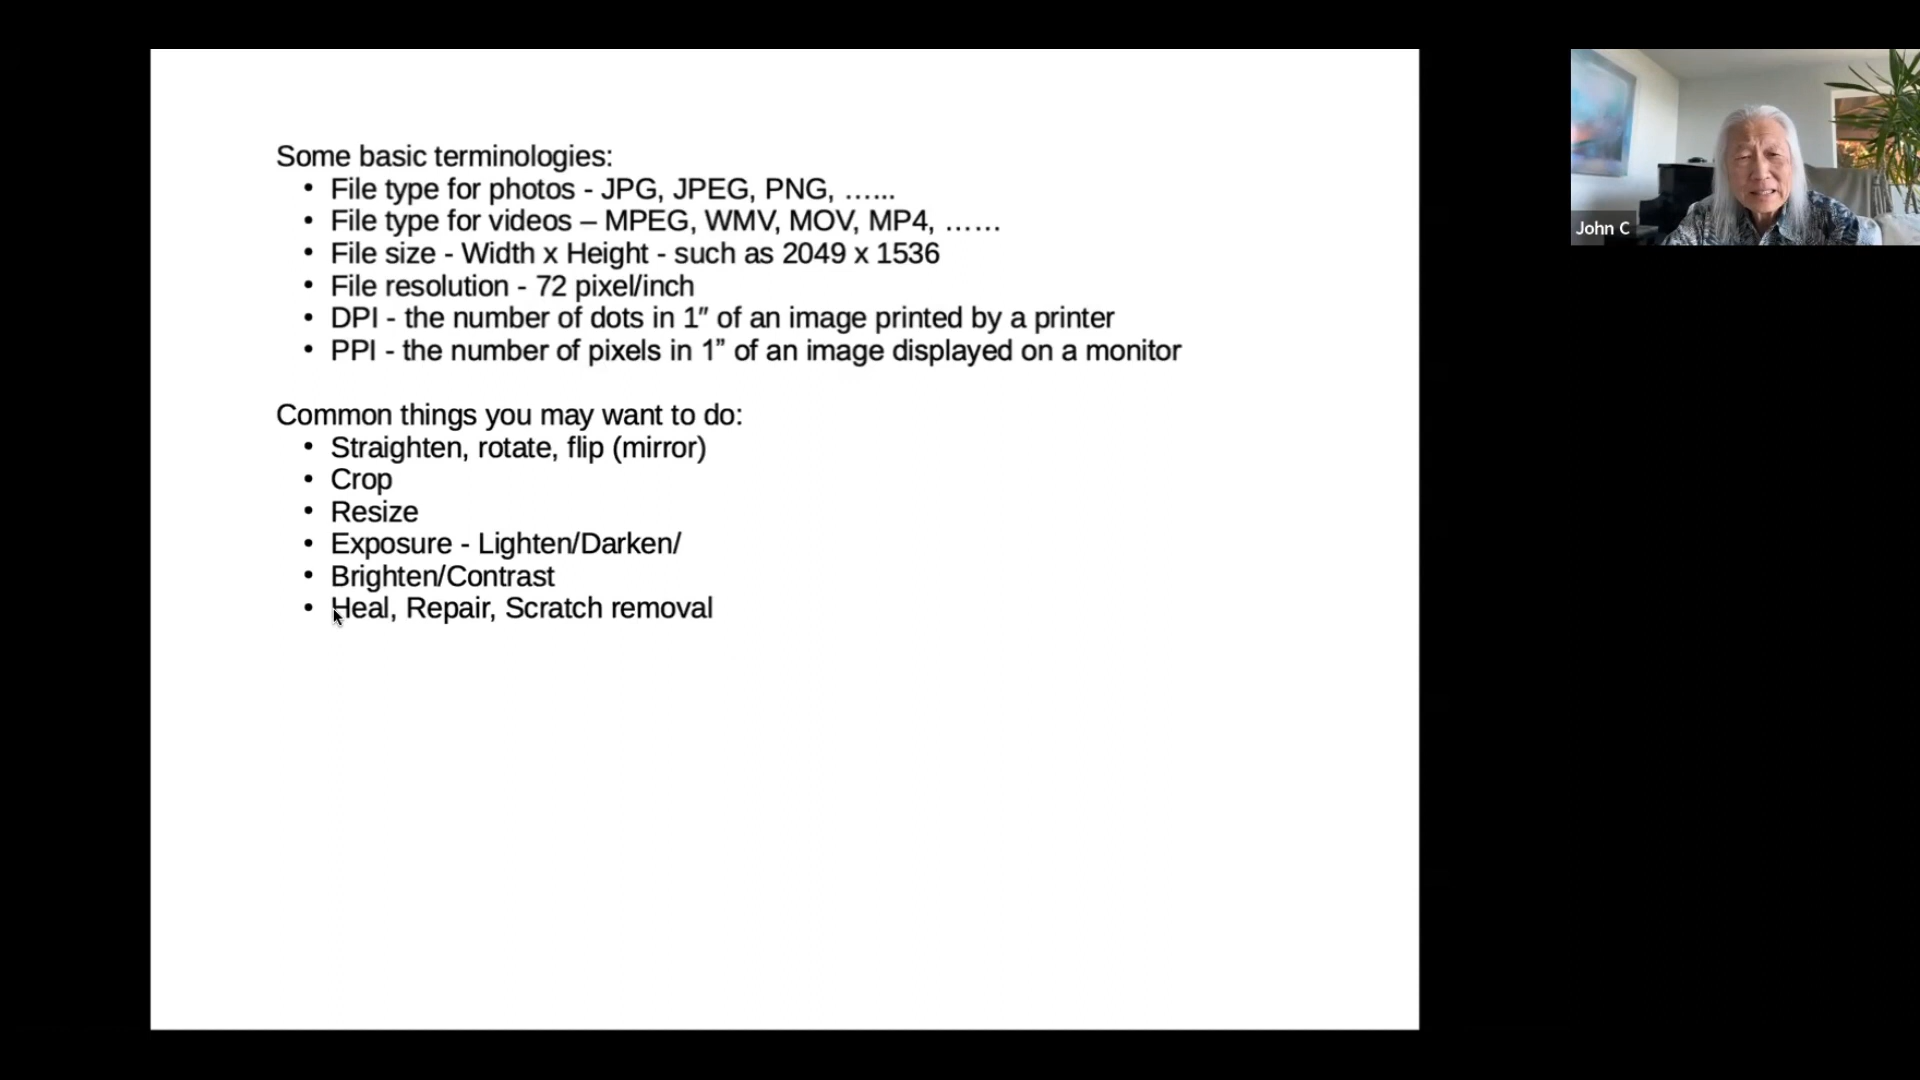 Some basic terminologies:
• File type for photos - JPG, JPEG, PNG, …...
• File type for videos – MPEG, WMV, MOV, MP4, ……
• File size - Width x Height - such as 2049 x 1536
• File resolution - 72 pixel/inch
• DPI - the number of dots in 1″ of an image printed by a printer
• PPI - the number of pixels in 1” of an image displayed on a monitor
Common things you may want to do:
• Straighten, rotate, flip (mirror)
• Crop
• Resize
• Exposure - Lighten/Darken/
• Brighten/Contrast
• Heal, Repair, Scratch removal
John C